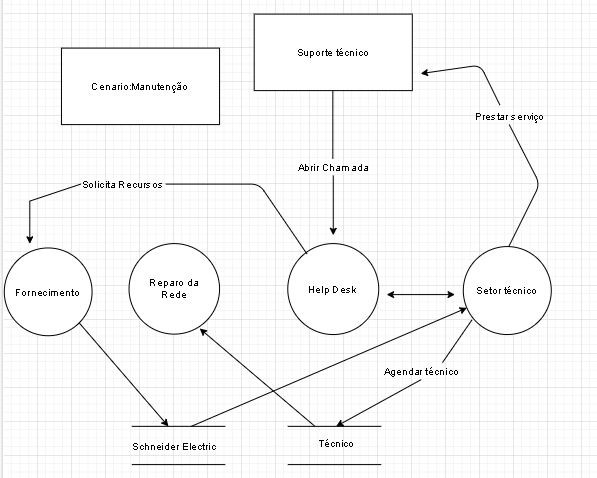 Suporte técnico
Cenario:Manutenção
Prestar serviço
Abrir Chamada
Solicita Recursos
Fornecimento
Reparo da
Rede
Help Desk
Setor técnico
Agendar técnico
Schneider Electric
Técnico